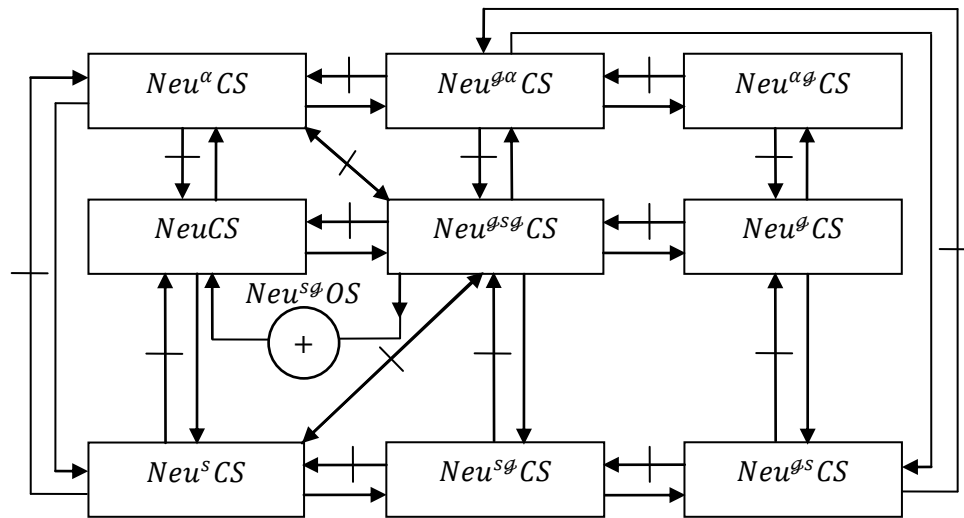 Neu^α CS
Neu^ℊα CS
Neu^αℊ CS
NeuCS
Neu^ℊsℊ CS
Neu^ℊ CS
Neu^sℊ OS
+
Neu^s CS
Neu^sℊ CS
Neu^ℊs CS